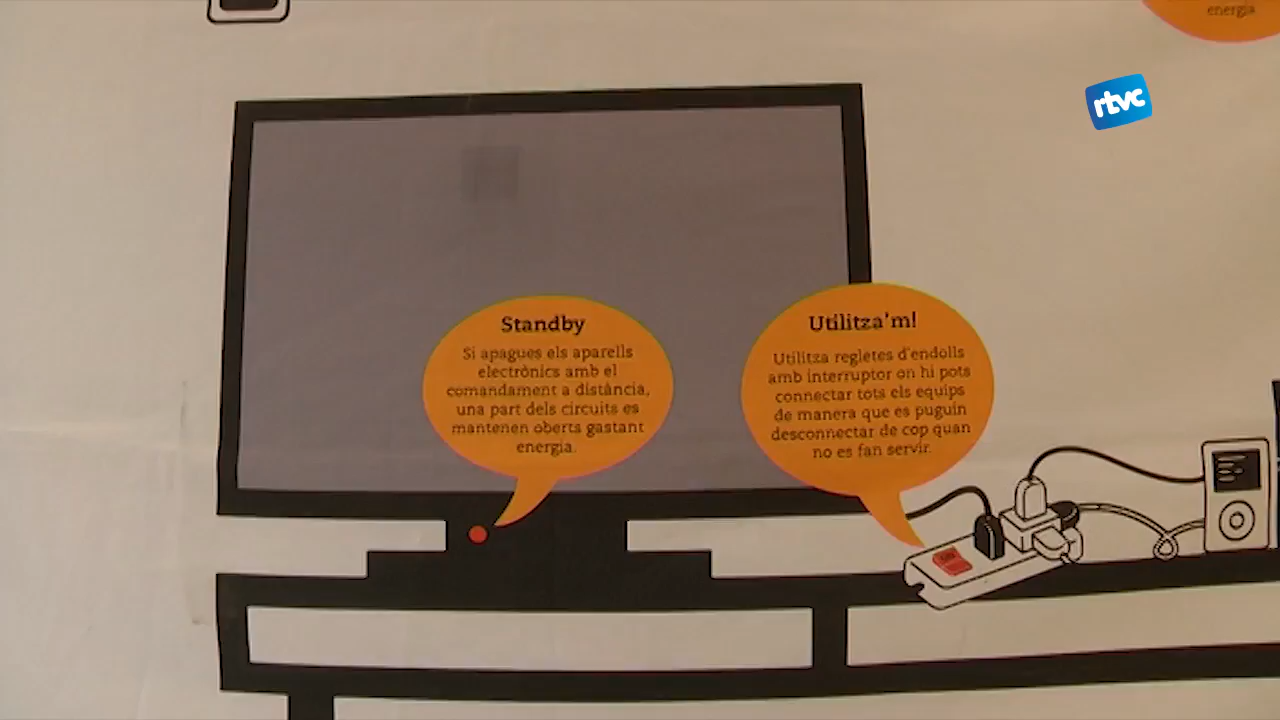 energia
rtvc
Standby
Si apagues els aparells
electrònics amb el
comandament a distància,
una part dels circuits es
mantenen oberts gastant
energia.
Utilitza'm!
Utilitza regletes d'endolls
amb interruptor on hi pots
connectar tots els equips
de manera que es puguin
desconnectar de cop quan
no es fan servir.